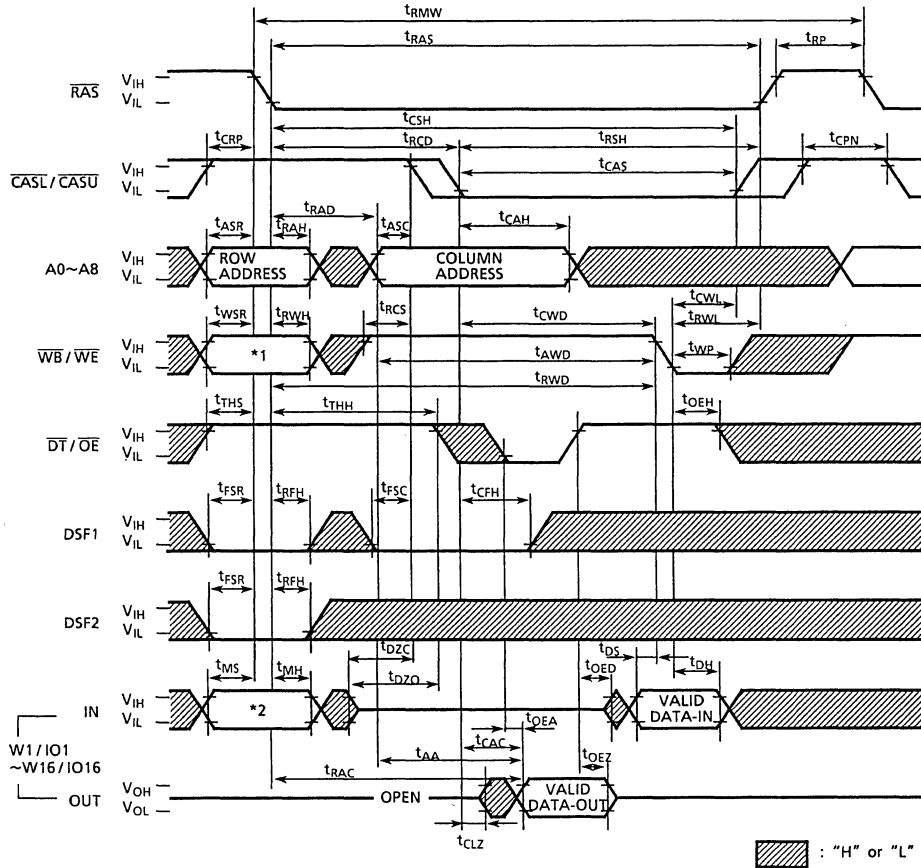 tRMW
tRAS
tRP
RAS
VIH
VIL
tCSH
tCRP
tRCD
tRSH
tCPN
CASL / CASU
VIH
VIL
tCAS
tRAD
tCAH
tASR
tRAH
tASC
A0~A8
VIH
VIL
ROW
ADDRESS
COLUMN
ADDRESS
tCWL
tWSR
tRWH
tRCS
tCWD
tRWL
WB / WE
VIH
VIL
*1
tAWD
tWP
tRWD
tTHS
tTHH
tOEH
DT / OE
VIH
VIL
tFSR
tRFH
tFSC
tCFH
DSF1
VIH
VIL
tFSR
tRFH
DSF2
VIH
VIL
tDZC
tDS
tMS
tMH
tDZO
tOED
tDH
IN
VIH
VIL
*2
VALID
DATA-IN
tOEA
W1 / IO1
~W16 / IO16
tCAC
tAA
tOEZ
tRAC
OUT
VOH
VOL
OPEN
VALID
DATA-OUT
tCLZ
: "H" or "L"